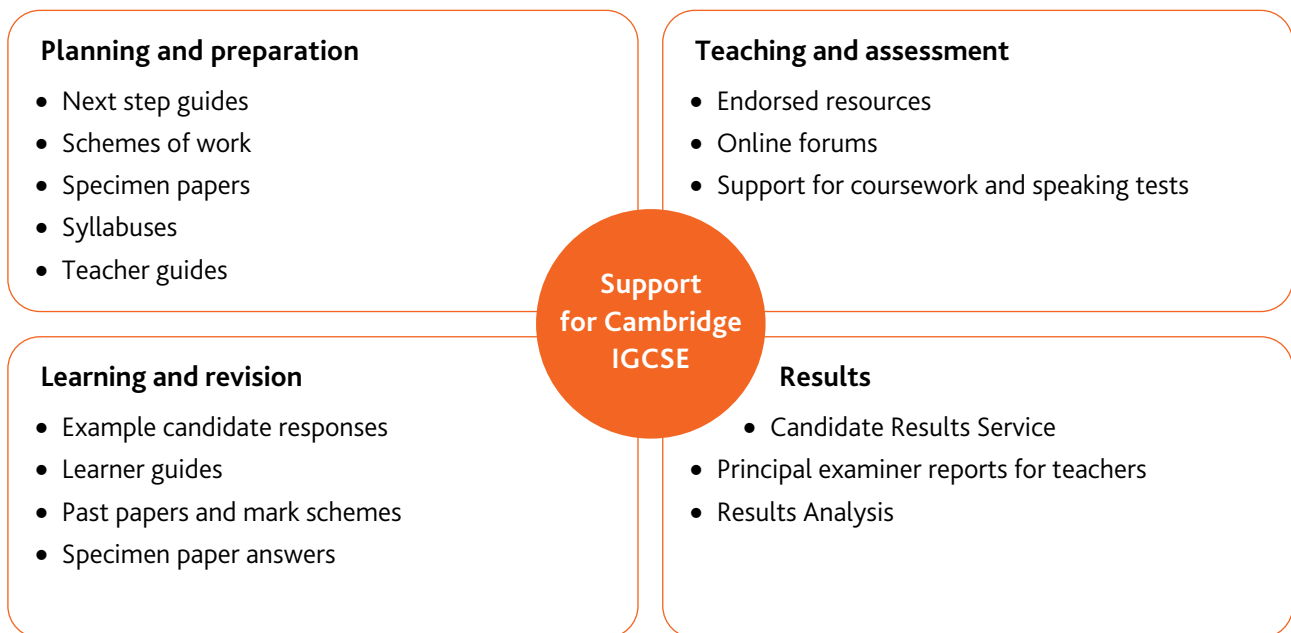 Planning and preparation
• Next step guides
• Schemes of work
• Specimen papers
• Syllabuses
• Teacher guides
Teaching and assessment
• Endorsed resources
• Online forums
• Support for coursework and speaking tests
Support
for Cambridge
IGCSE
Learning and revision
• Example candidate responses
• Learner guides
• Past papers and mark schemes
• Specimen paper answers
Results
• Candidate Results Service
• Principal examiner reports for teachers
• Results Analysis